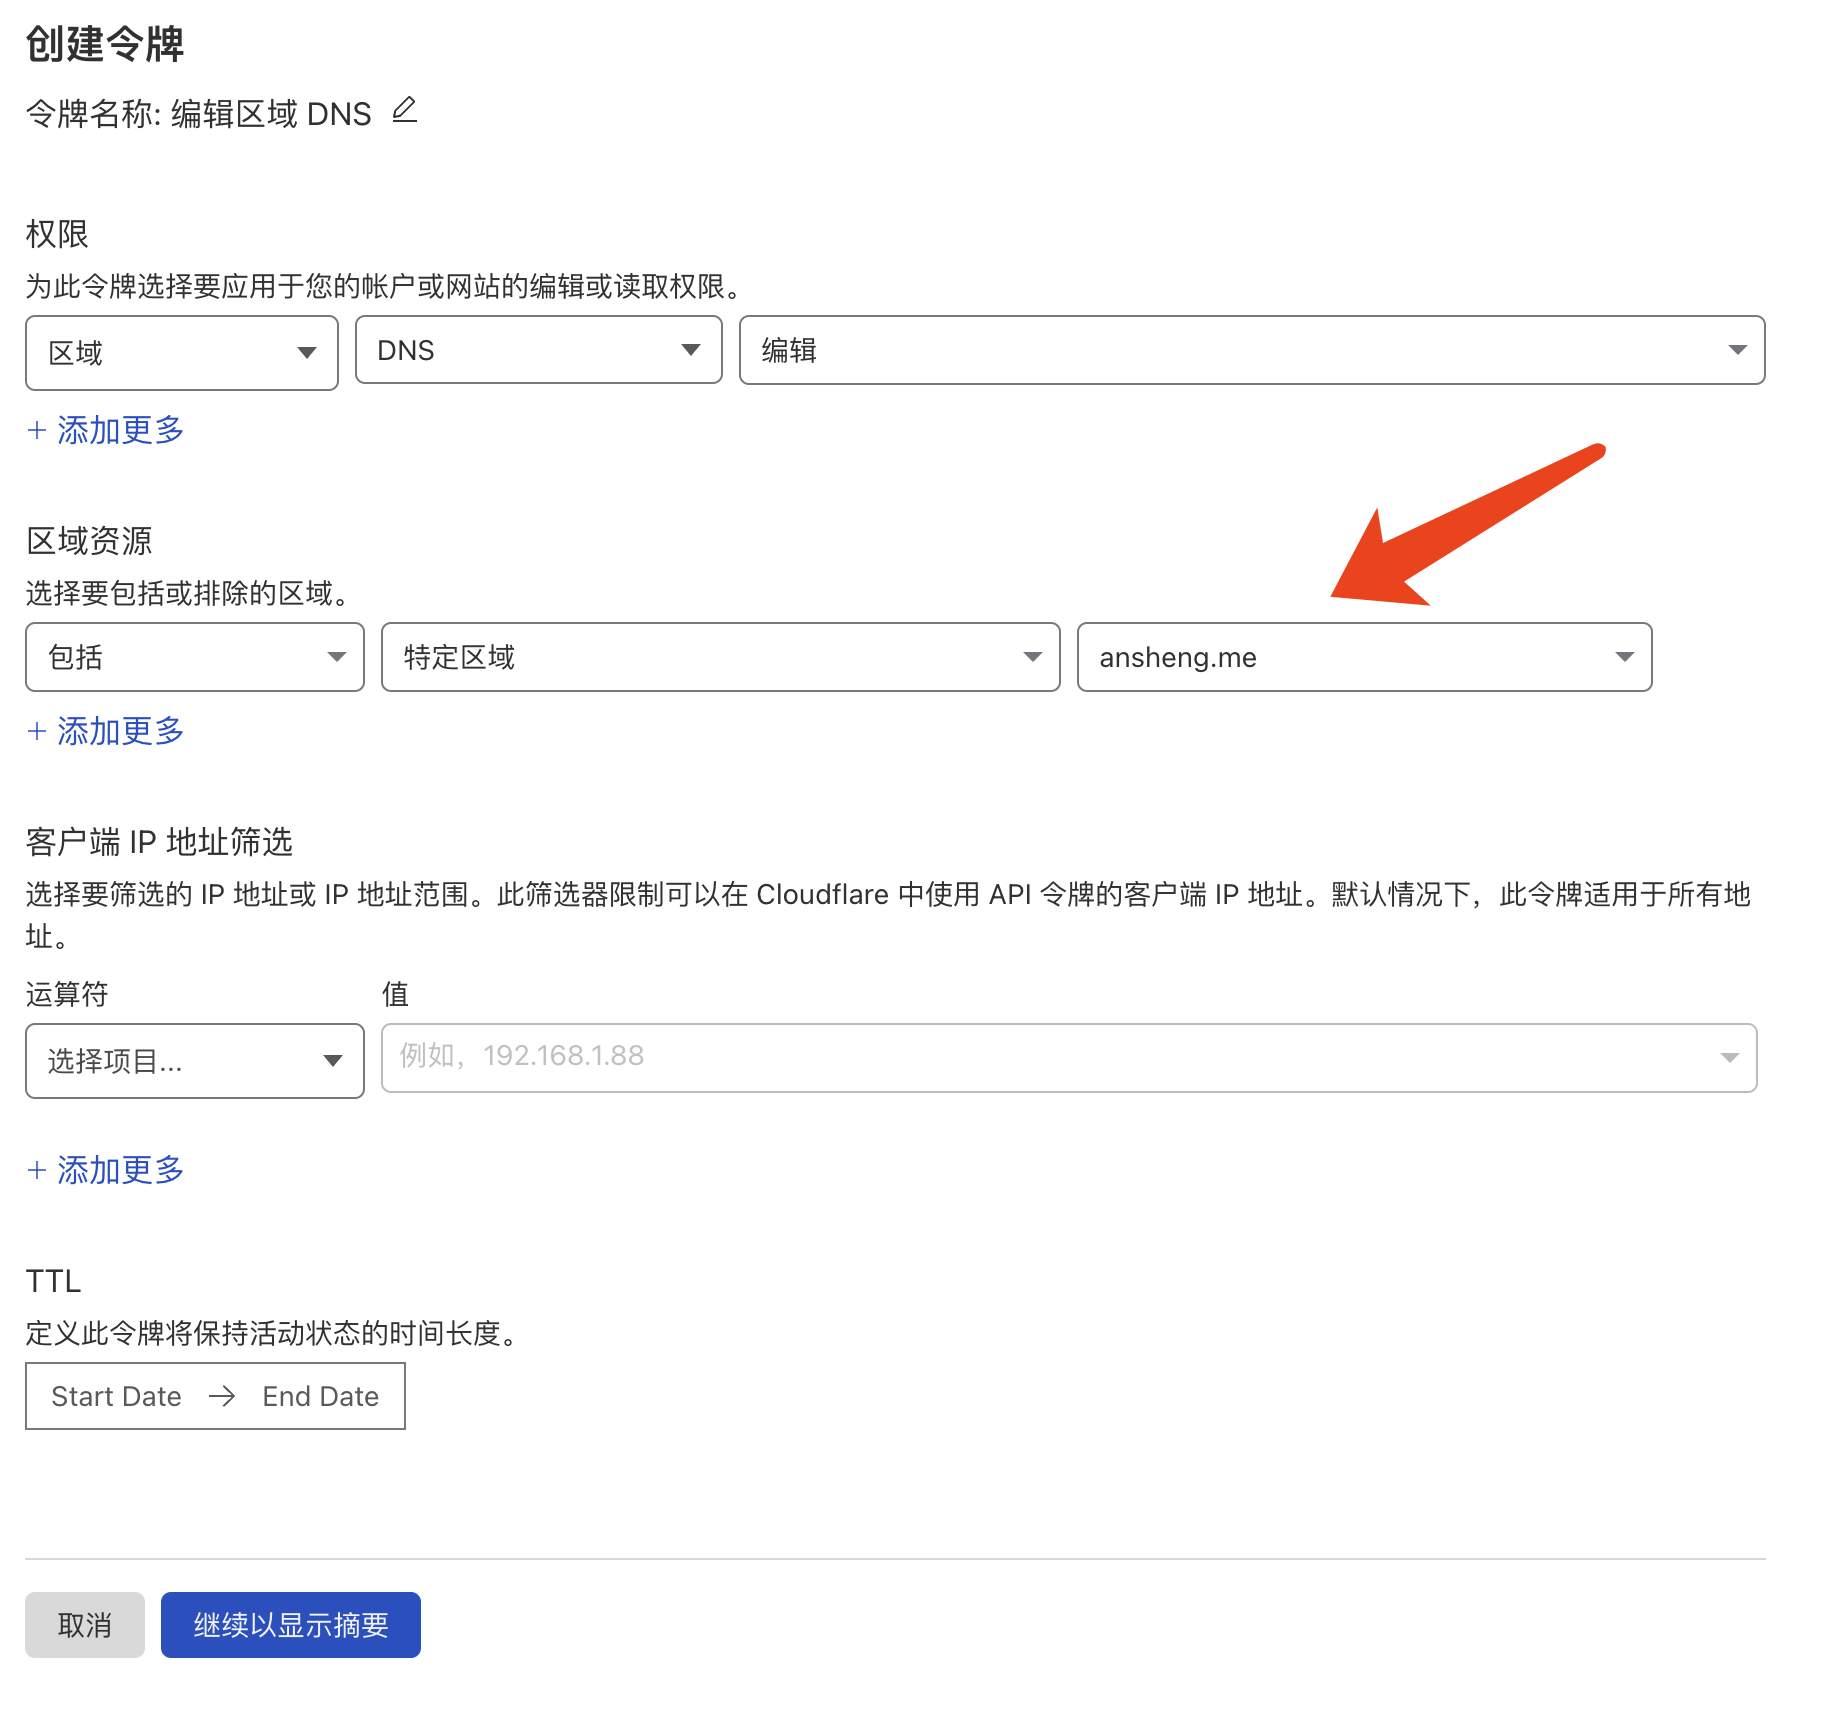 创建令牌
令牌名称: 编辑区域 DNS
权限
为此令牌选择要应用于您的帐户或网站的编辑或读取权限。
区域 DNS 编辑
+ 添加更多
区域资源
选择要包括或排除的区域。
包括 特定区域 ansheng.me
+ 添加更多
客户端 IP 地址筛选
选择要筛选的 IP 地址或 IP 地址范围。此筛选器限制可以在 Cloudflare 中使用 API 令牌的客户端 IP 地址。默认情况下，此令牌适用于所有地
址。
运算符 值
选择项目... 例如，192.168.1.88
+ 添加更多
TTL
定义此令牌将保持活动状态的时间长度。
Start Date → End Date
取消 继续以显示摘要